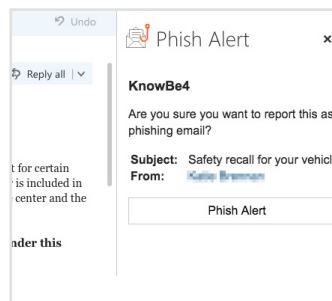 Undo
Phish Alert
×
Reply all
KnowBe4
Are you sure you want to report this as
phishing email?
Subject: Safety recall for your vehicl
From:
Phish Alert
t for certain
is included in
center and the
nder this